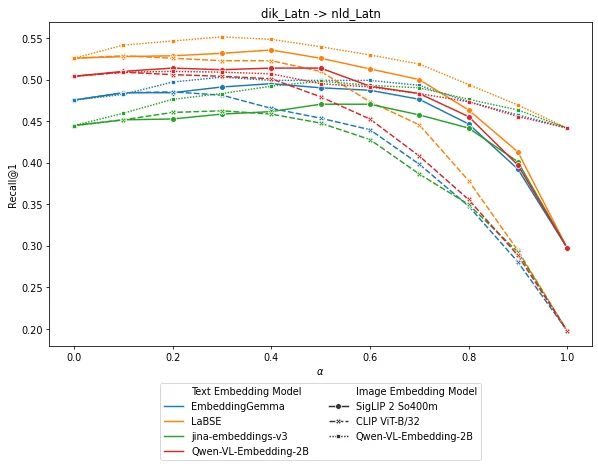 dik_Latn -> nld_Latn
Recall@1
0.55
0.50
0.45
0.40
0.35
0.30
0.25
0.20
0.0 0.2 0.4 0.6 0.8 1.0
α
Text Embedding Model Image Embedding Model
EmbeddingGemma SigLIP 2 So400m
LaBSE CLIP ViT-B/32
jina-embeddings-v3 Qwen-VL-Embedding-2B
Qwen-VL-Embedding-2B